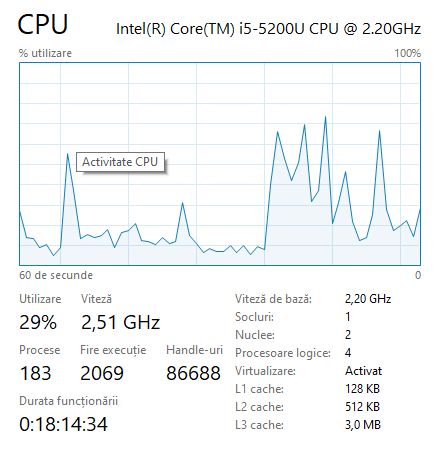 CPU Intel(R) Core(TM) i5-5200U CPU @ 2.20GHz
% utilizare 100%
Activitate CPU
60 de secunde 0
Utilizare Viteză
29% 2,51 GHz
Procese Fire execuție Handle-uri
183 2069 86688
Durata funcționării
0:18:14:34
Viteză de bază: 2,20 GHz
Socluri: 1
Nuclee: 2
Procesoare logice: 4
Virtualizare: Activat
L1 cache: 128 KB
L2 cache: 512 KB
L3 cache: 3,0 MB